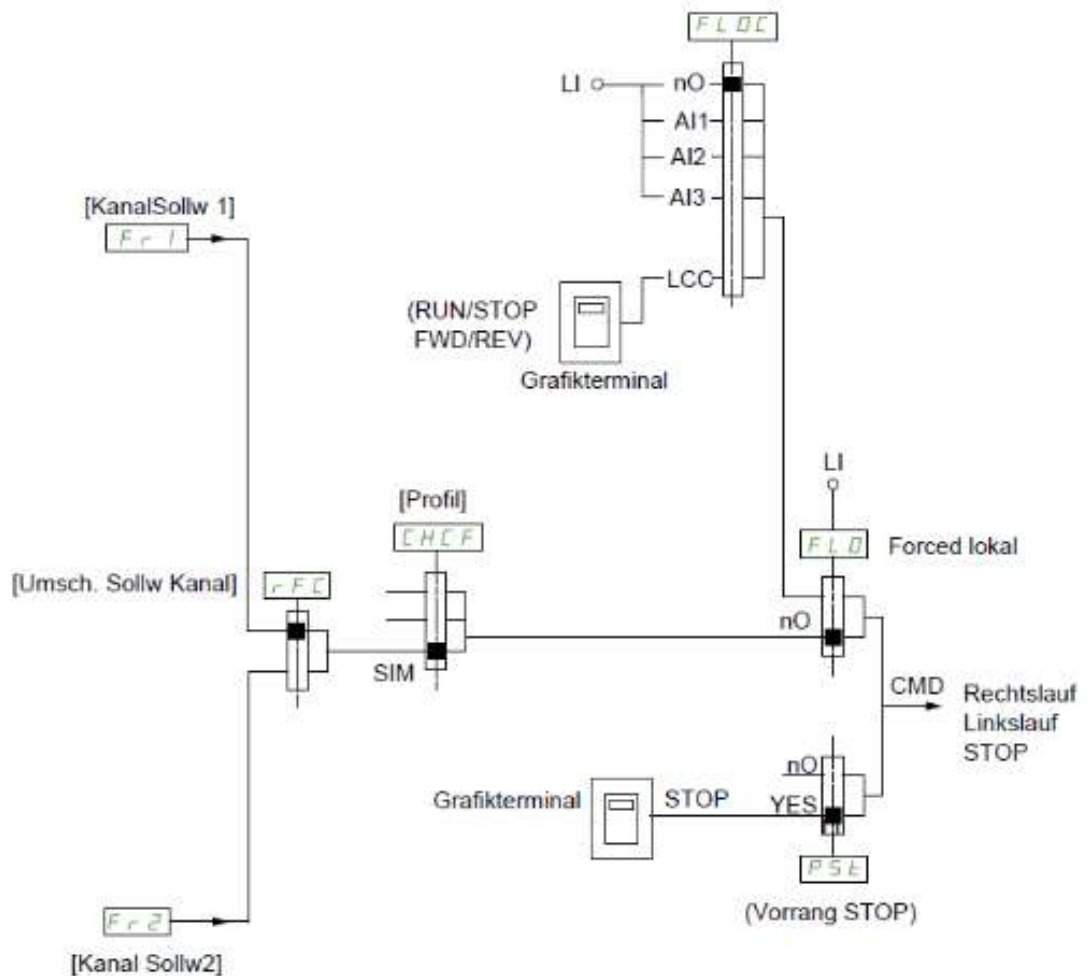 FLOC
LI
nO
AI1
AI2
AI3
[KanalSollw 1]
Fr1
LCC
(RUN/STOP
FWD/REV)
Grafikterminal
LI
[Profil]
CHCF
FLO
Forced lokal
[Umsch. Sollw Kanal]
rFC
nO
SIM
CMD
Rechtslauf
Linkslauf
STOP
nO
Grafikterminal
STOP
YES
PSt
(Vorrang STOP)
Fr2
[Kanal Sollw2]